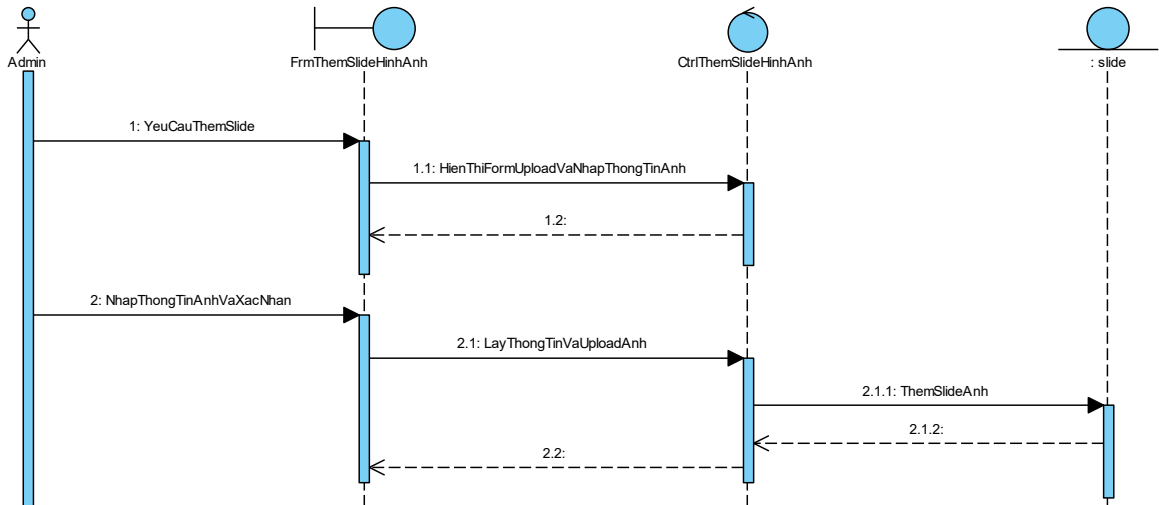 Admin
FrmThemSlideHinhAnh
CtrlThemSlideHinhAnh
: slide
1: YeuCauThemSlide
1.1: HienThiFormUploadVaNhapThongTinAnh
1.2:
2: NhapThongTinAnhVaXacNhan
2.1: LayThongTinVaUploadAnh
2.1.1: ThemSlideAnh
2.1.2:
2.2: